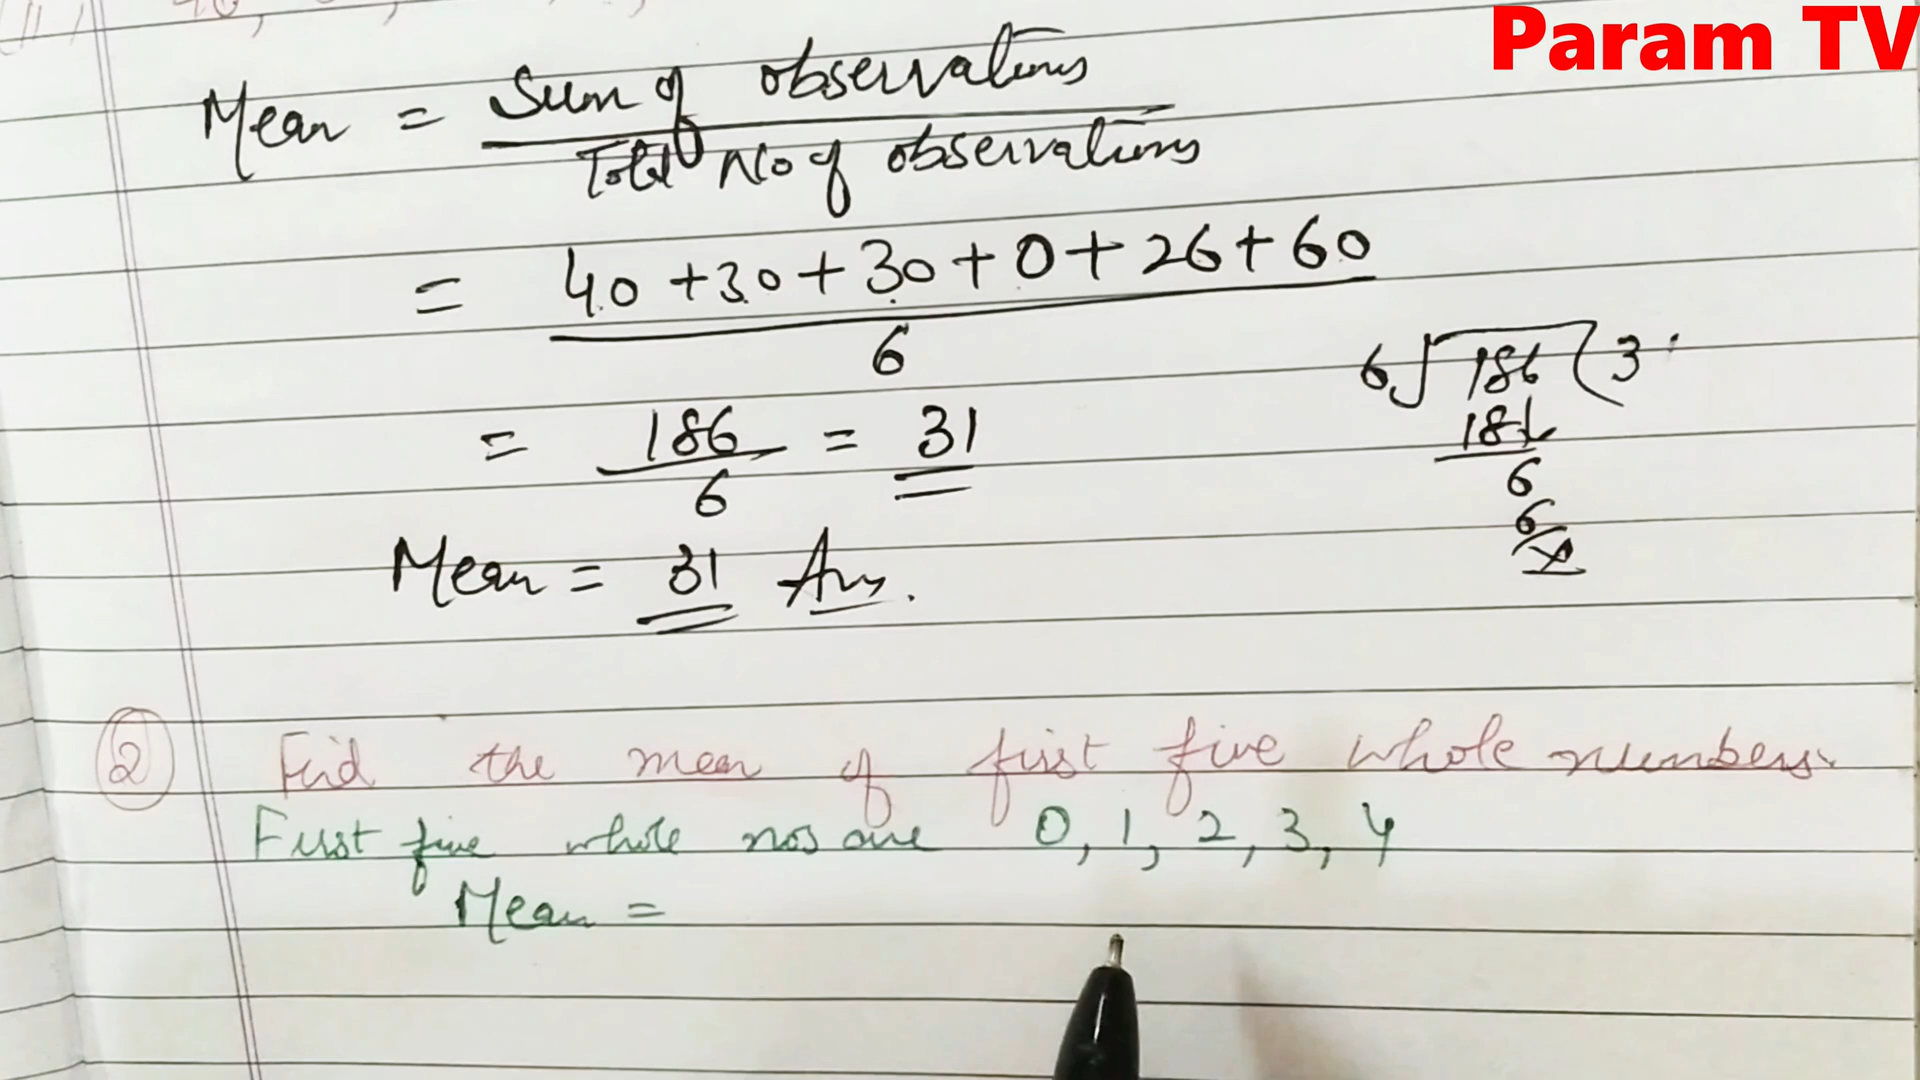 Param TV
Mean = Sum of observations
Total No of observations
= 40 + 30 + 30 + 0 + 26 + 60
6
= 186 = 31
6
Mean = 31 Ans.
6 186 3
18
6
6
x
2 Find the mean of first five whole numbers.
First five whole nos are 0, 1, 2, 3, 4
Mean =